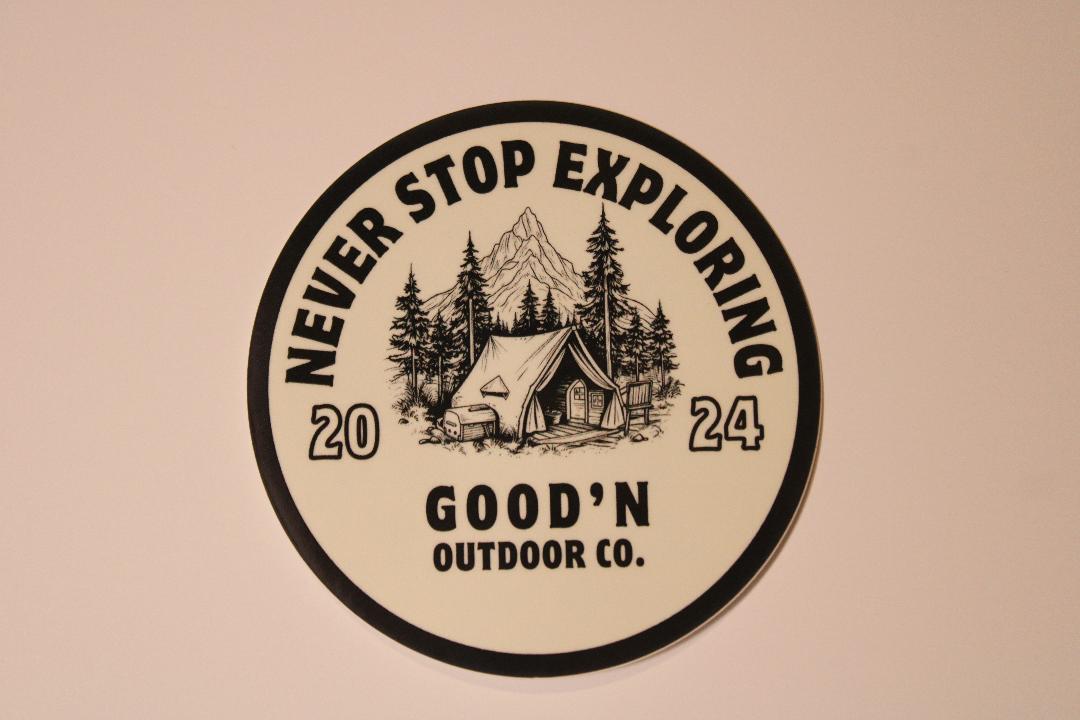 NEVER STOP EXPLORING
20 24
GOOD'N
OUTDOOR CO.